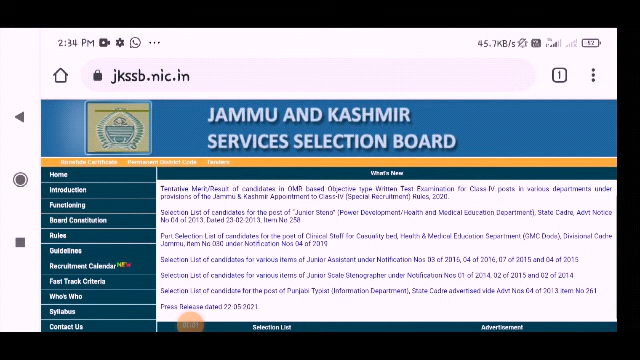 2:34 PM
45.7KB/s
52
jkssb.nic.in
1
JAMMU AND KASHMIR
SERVICES SELECTION BOARD
Bonafide Certificate Permanent District Code Tenders
Home
Introduction
Functioning
Board Constitution
Rules
Guidelines
Recruitment Calendar NEW
Fast Track Criteria
Who's Who
Syllabus
Contact Us
What's New
Tentative Merit/Result of candidates in OMR based Objective type Written Test Examination for Class-IV posts in various departments under
provisions of the Jammu & Kashmir Appointment to Class-IV (Special Recruitment) Rules, 2020.
Selection List of candidates for the post of "Junior Steno" (Power Development/Health and Medical Education Department), State Cadre, Advt Notice
No 04 of 2013, Dated 23-02-2013, Item No 258
Part Selection List of candidates for the post of Clinical Staff for Casuality bed, Health & Medical Education Department (GMC Doda), Divisional Cadre
Jammu, Item No 030 under Notification Nos 04 of 2019
Selection List of candidates for various items of Junior Assistant under Notification Nos 03 of 2016, 04 of 2016, 07 of 2015 and 04 of 2015
Selection List of candidates for various items of Junior Scale Stenographer under Notification Nos 01 of 2014, 02 of 2015 and 02 of 2014
Selection List of candidate for the post of Punjabi Typist (Information Department), State Cadre advertised vide Advt Nos 04 of 2013 item No 261
Press Release dated 22-05-2021
01:01
Selection List
Advertisement